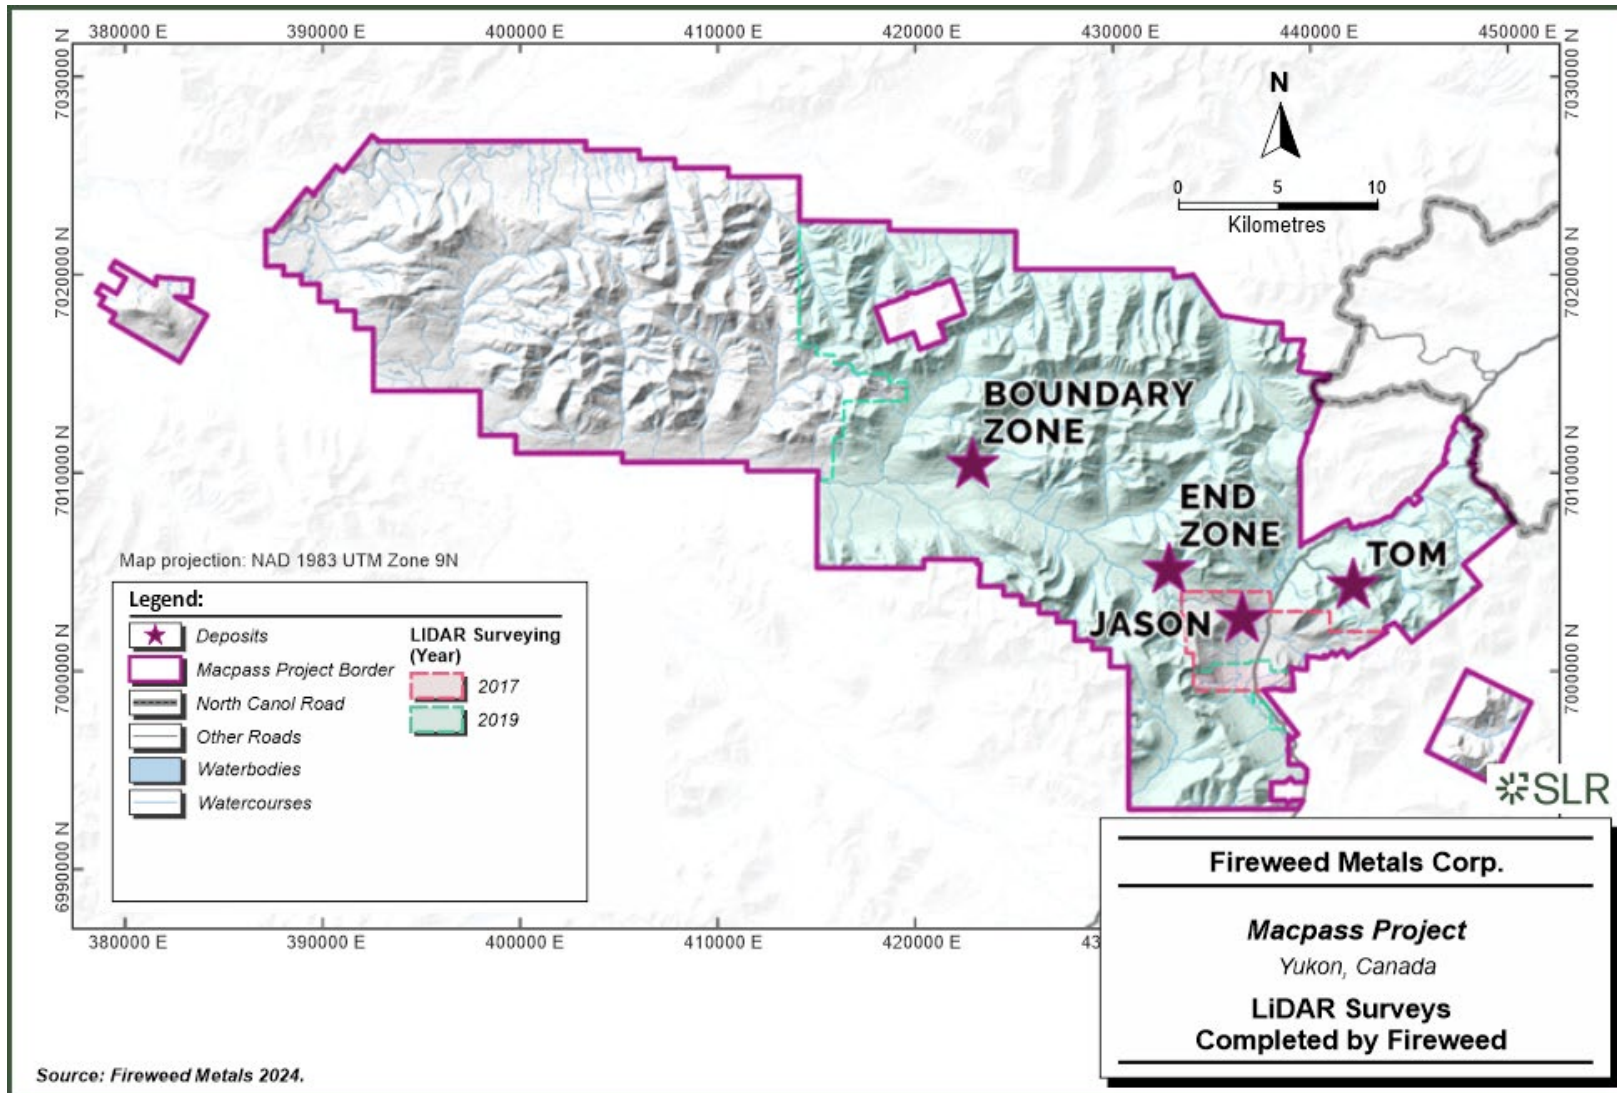 380000 E
390000 E
400000 E
410000 E
420000 E
430000 E
440000 E
450000 E
7030000 N
7030000 N
N
0
5
10
Kilometres
7020000 N
7020000 N
BOUNDARY
ZONE
7010000 N
7010000 N
END
ZONE
TOM
JASON
Map projection: NAD 1983 UTM Zone 9N
Legend:
Deposits
Macpass Project Border
North Canol Road
Other Roads
Waterbodies
Watercourses
LIDAR Surveying
(Year)
2017
2019
7000000 N
7000000 N
6990000 N
SLR
380000 E
390000 E
400000 E
410000 E
420000 E
43
Fireweed Metals Corp.
Macpass Project
Yukon, Canada
LiDAR Surveys
Completed by Fireweed
Source: Fireweed Metals 2024.